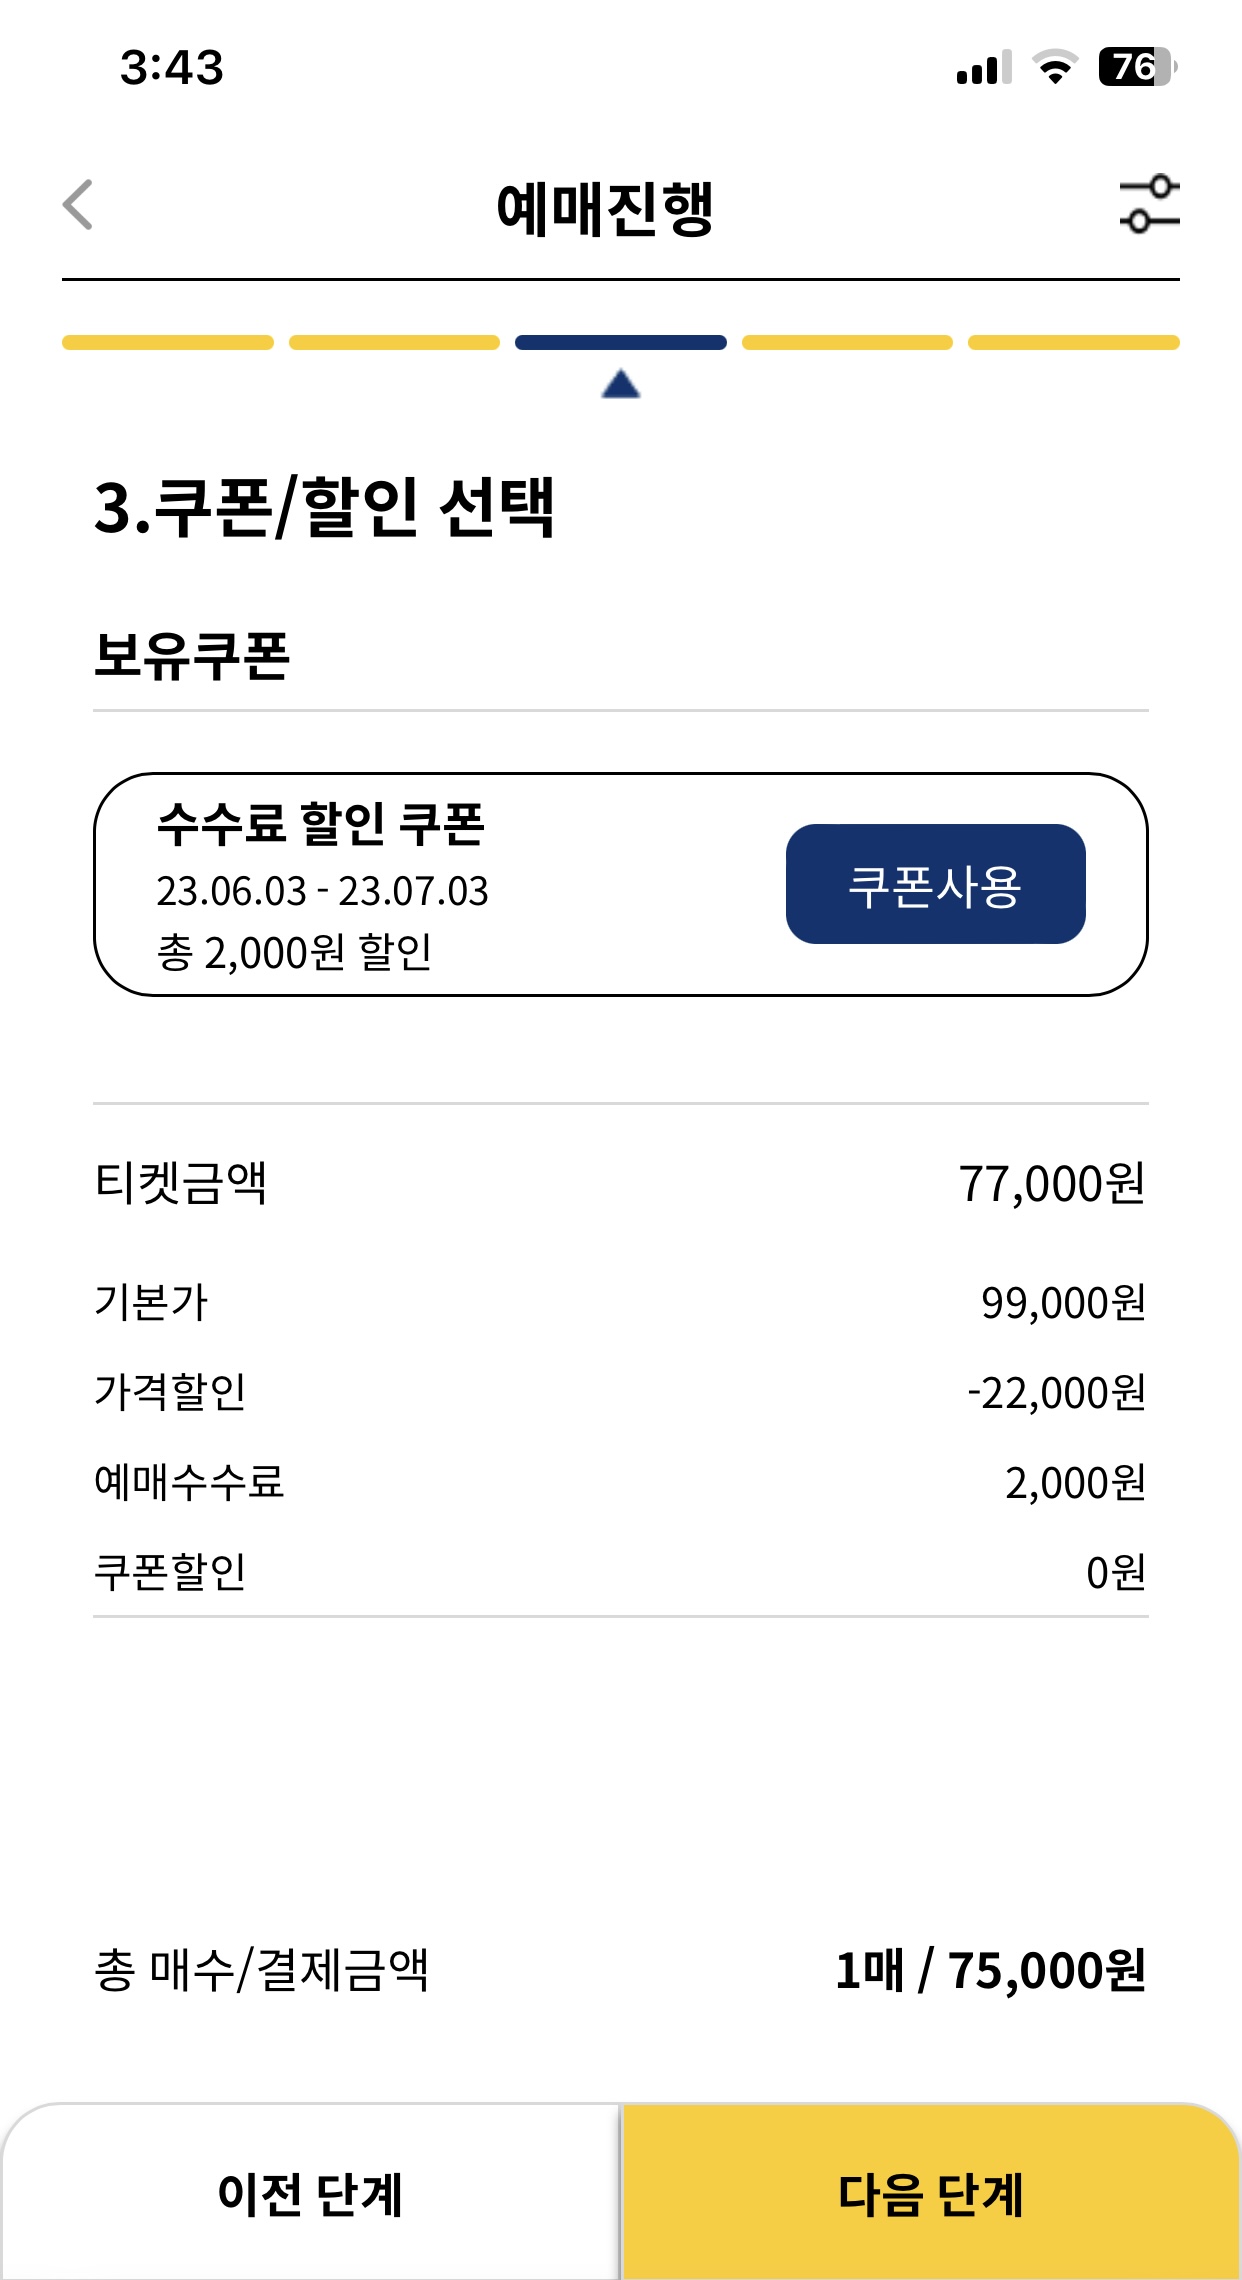 3:43
76
예매진행
3.쿠폰/할인 선택
보유쿠폰
수수료 할인 쿠폰
23.06.03 - 23.07.03
총 2,000원 할인
쿠폰사용
티켓금액 77,000원
기본가 99,000원
가격할인 -22,000원
예매수수료 2,000원
쿠폰할인 0원
총 매수/결제금액 1매 / 75,000원
이전 단계 다음 단계